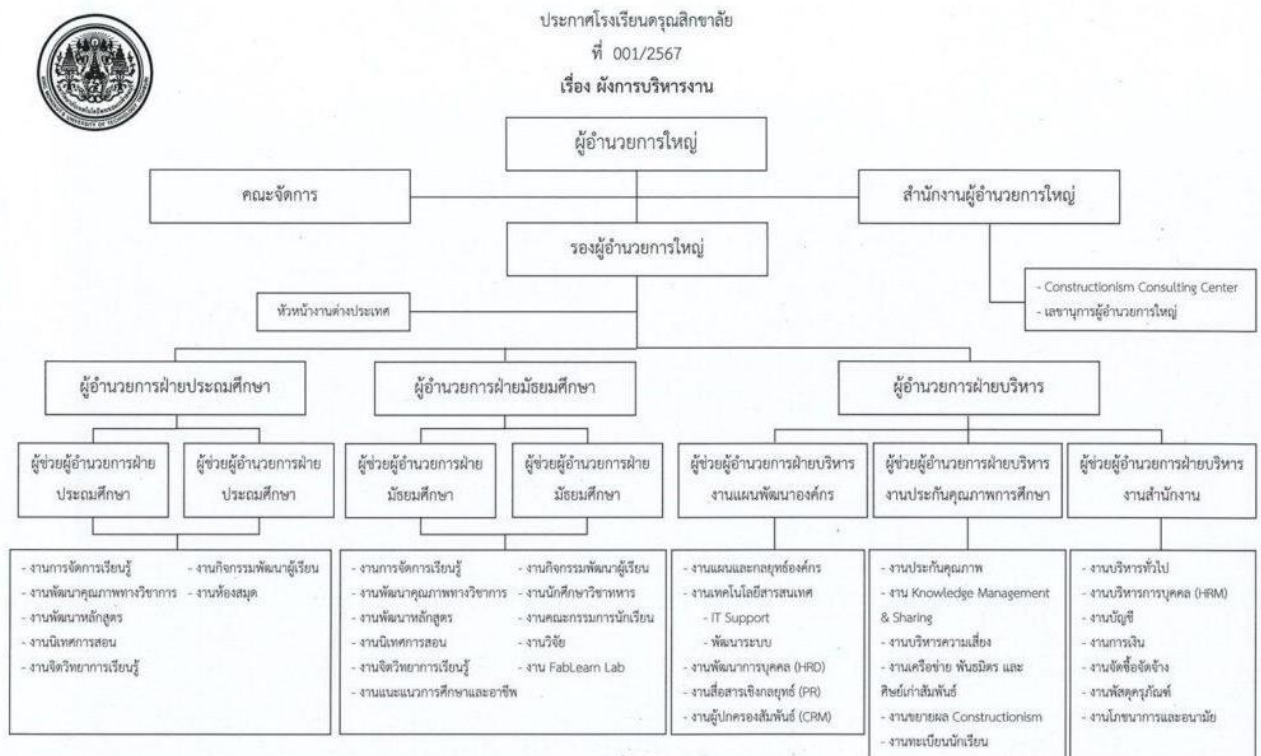 ประกาศโรงเรียนดรุณสิกขาลัย
ที่ 001/2567
เรื่อง ผังการบริหารงาน
ผู้อำนวยการใหญ่
คณะจัดการ
สำนักงานผู้อำนวยการใหญ่
รองผู้อำนวยการใหญ่
- Constructionism Consulting Center
- เลขานุการผู้อำนวยการใหญ่
หัวหน้างานต่างประเทศ
ผู้อำนวยการฝ่ายประถมศึกษา
ผู้อำนวยการฝ่ายมัธยมศึกษา
ผู้อำนวยการฝ่ายบริหาร
ผู้ช่วยผู้อำนวยการฝ่าย
ประถมศึกษา
ผู้ช่วยผู้อำนวยการฝ่าย
ประถมศึกษา
ผู้ช่วยผู้อำนวยการฝ่าย
มัธยมศึกษา
ผู้ช่วยผู้อำนวยการฝ่าย
มัธยมศึกษา
ผู้ช่วยผู้อำนวยการฝ่ายบริหาร
งานแผนพัฒนาองค์กร
ผู้ช่วยผู้อำนวยการฝ่ายบริหาร
งานประกันคุณภาพการศึกษา
ผู้ช่วยผู้อำนวยการฝ่ายบริหาร
งานสำนักงาน
- งานการจัดการเรียนรู้
- งานพัฒนาคุณภาพทางวิชาการ
- งานพัฒนาหลักสูตร
- งานนิเทศการสอน
- งานจิตวิทยาการเรียนรู้
- งานกิจกรรมพัฒนาผู้เรียน
- งานห้องสมุด
- งานการจัดการเรียนรู้
- งานพัฒนาคุณภาพทางวิชาการ
- งานพัฒนาหลักสูตร
- งานนิเทศการสอน
- งานจิตวิทยาการเรียนรู้
- งานแนะแนวการศึกษาและอาชีพ
- งานกิจกรรมพัฒนาผู้เรียน
- งานนักศึกษาวิชาทหาร
- งานคณะกรรมการนักเรียน
- งานวิจัย
- งาน FabLearn Lab
- งานแผนและกลยุทธ์องค์กร
- งานเทคโนโลยีสารสนเทศ
- IT Support
- พัฒนาระบบ
- งานพัฒนาการบุคคล (HRD)
- งานสื่อสารเชิงกลยุทธ์ (PR)
- งานผู้ปกครองสัมพันธ์ (CRM)
- งานประกันคุณภาพ
- งาน Knowledge Management
& Sharing
- งานบริหารความเสี่ยง
- งานเครือข่าย พันธมิตร และ
ศิษย์เก่าสัมพันธ์
- งานขยายผล Constructionism
- งานทะเบียนนักเรียน
- งานบริหารทั่วไป
- งานบริหารการบุคคล (HRM)
- งานบัญชี
- งานการเงิน
- งานจัดซื้อจัดจ้าง
- งานพัสดุครุภัณฑ์
- งานโภชนาการและอนามัย